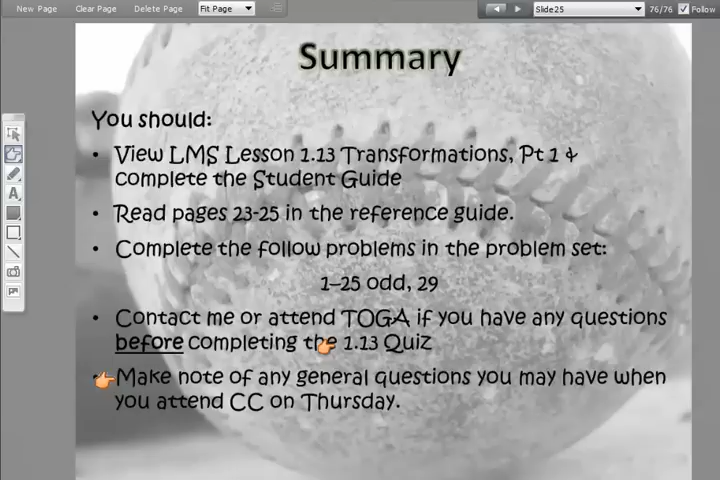 New Page Clear Page Delete Page Fit Page Slide25 76/76 Follow
Summary
You should:
• View LMS Lesson 1.13 Transformations, Pt 1 &
complete the Student Guide
• Read pages 23-25 in the reference guide.
• Complete the follow problems in the problem set:
1–25 odd, 29
• Contact me or attend TOGA if you have any questions
before completing the 1.13 Quiz
Make note of any general questions you may have when
you attend CC on Thursday.
A